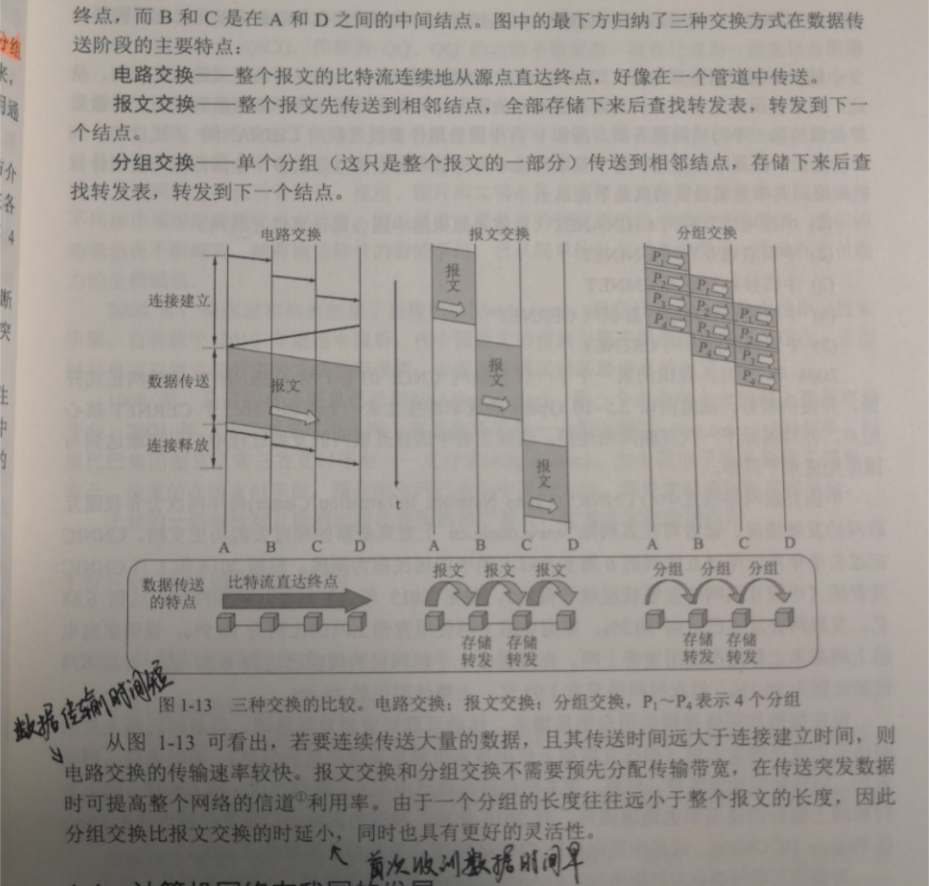 终点，而 B 和 C 是在 A 和 D 之间的中间结点。图中的最下方归纳了三种交换方式在数据传
送阶段的主要特点：
电路交换——整个报文的比特流连续地从源点直达终点，好像在一个管道中传送。
报文交换——整个报文先传送到相邻结点，全部存储下来后查找转发表，转发到下一
个结点。
分组交换——单个分组（这只是整个报文的一部分）传送到相邻结点，存储下来后查
找转发表，转发到下一个结点。
电路交换 报文交换 分组交换
连接建立
数据传送
连接释放
报文
t
报文
报文
报文
P₁
P₂ P₁
P₃ P₂ P₁
P₄ P₃ P₂
P₄ P₃
P₄
A B C D A B C D A B C D
数据传送
的特点
比特流直达终点
报文 报文 报文
存储 存储
转发 转发
分组 分组 分组
存储 存储
转发 转发
数据传输时间短
图 1-13 三种交换的比较。电路交换；报文交换；分组交换，P₁～P₄表示 4 个分组
从图 1-13 可看出，若要连续传送大量的数据，且其传送时间远大于连接建立时间，则
电路交换的传输速率较快。报文交换和分组交换不需要预先分配传输带宽，在传送突发数据
时可提高整个网络的信道①利用率。由于一个分组的长度往往远小于整个报文的长度，因此
分组交换比报文交换的时延小，同时也具有更好的灵活性。
首次收到数据时间早